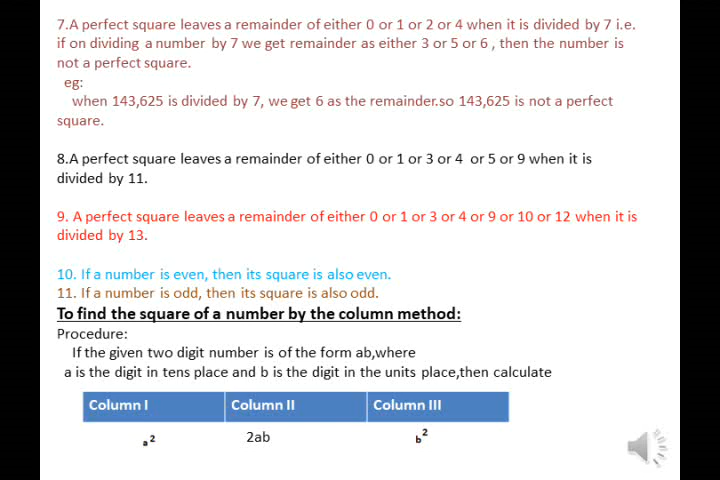 7.A perfect square leaves a remainder of either 0 or 1 or 2 or 4 when it is divided by 7 i.e.
if on dividing a number by 7 we get remainder as either 3 or 5 or 6 , then the number is
not a perfect square.
eg:
when 143,625 is divided by 7, we get 6 as the remainder.so 143,625 is not a perfect
square.
8.A perfect square leaves a remainder of either 0 or 1 or 3 or 4 or 5 or 9 when it is
divided by 11.
9. A perfect square leaves a remainder of either 0 or 1 or 3 or 4 or 9 or 10 or 12 when it is
divided by 13.
10. If a number is even, then its square is also even.
11. If a number is odd, then its square is also odd.
To find the square of a number by the column method:
Procedure:
If the given two digit number is of the form ab,where
a is the digit in tens place and b is the digit in the units place,then calculate
Column I Column II Column III
a² 2ab b²